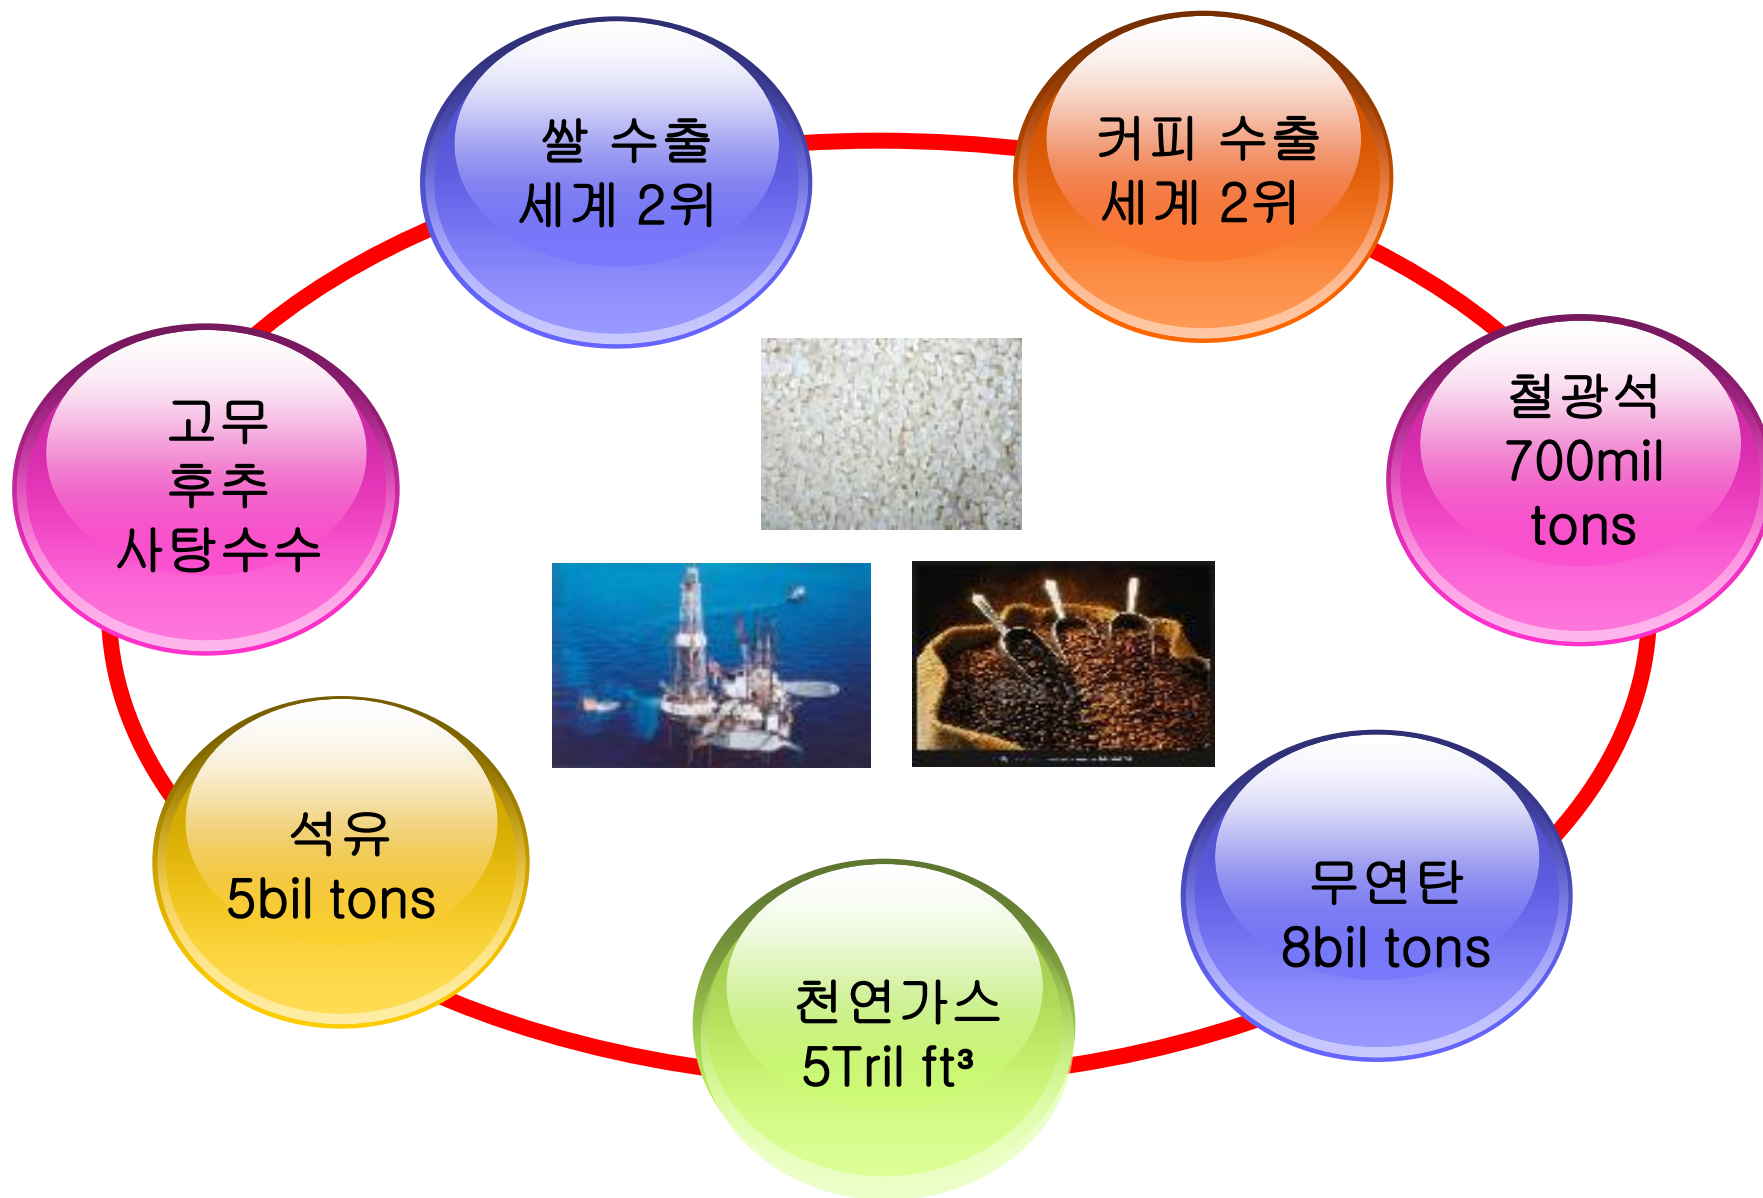 쌀 수출
세계 2위
커피 수출
세계 2위
고무
후추
사탕수수
철광석
700mil
tons
석유
5bil tons
무연탄
8bil tons
천연가스
5Tril ft³